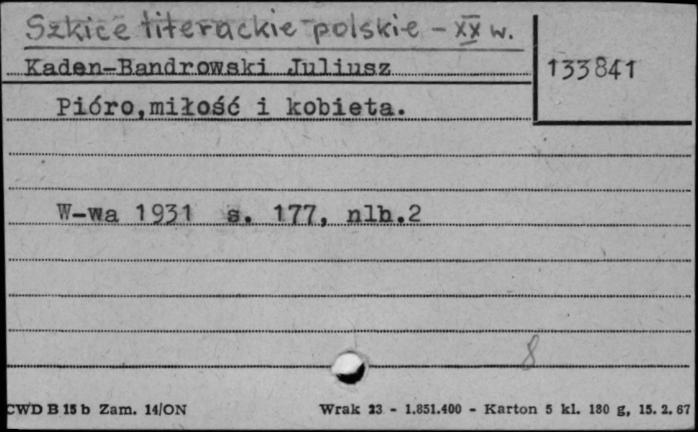 Szkice literackie polskie - XX w.
Kaden-Bandrowski Juliusz
133841
Pióro,miłość i kobieta.
W-wa 1931 s. 177, nlb.2
8
CWD B 15 b Zam. 14/ON Wrak 23 - 1.851.400 - Karton 5 kl. 180 g, 15. 2. 67